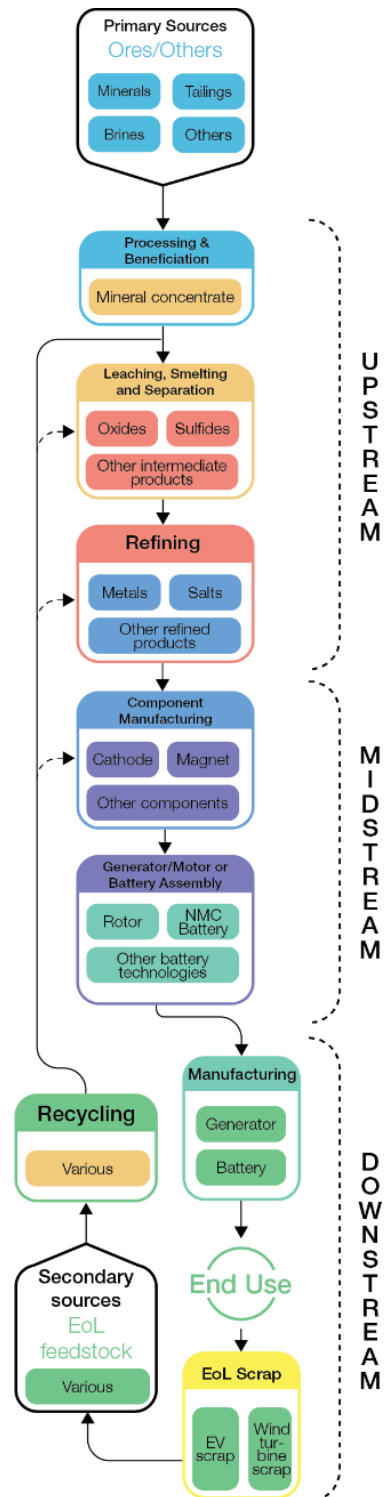 Primary Sources
Ores/Others
Minerals
Tailings
Brines
Others
Processing &
Beneficiation
Mineral concentrate
Leaching, Smelting
and Separation
Oxides
Sulfides
Other intermediate
products
Refining
Metals
Salts
Other refined
products
UPSTREAM
Component
Manufacturing
Cathode
Magnet
Other components
Generator/Motor or
Battery Assembly
Rotor
NMC
Battery
Other battery
technologies
MIDSTREAM
Manufacturing
Generator
Battery
End Use
EoL Scrap
EV
scrap
Wind
tur-
bine
scrap
Secondary
sources
EoL
feedstock
Various
Recycling
Various
DOWNSTREAM